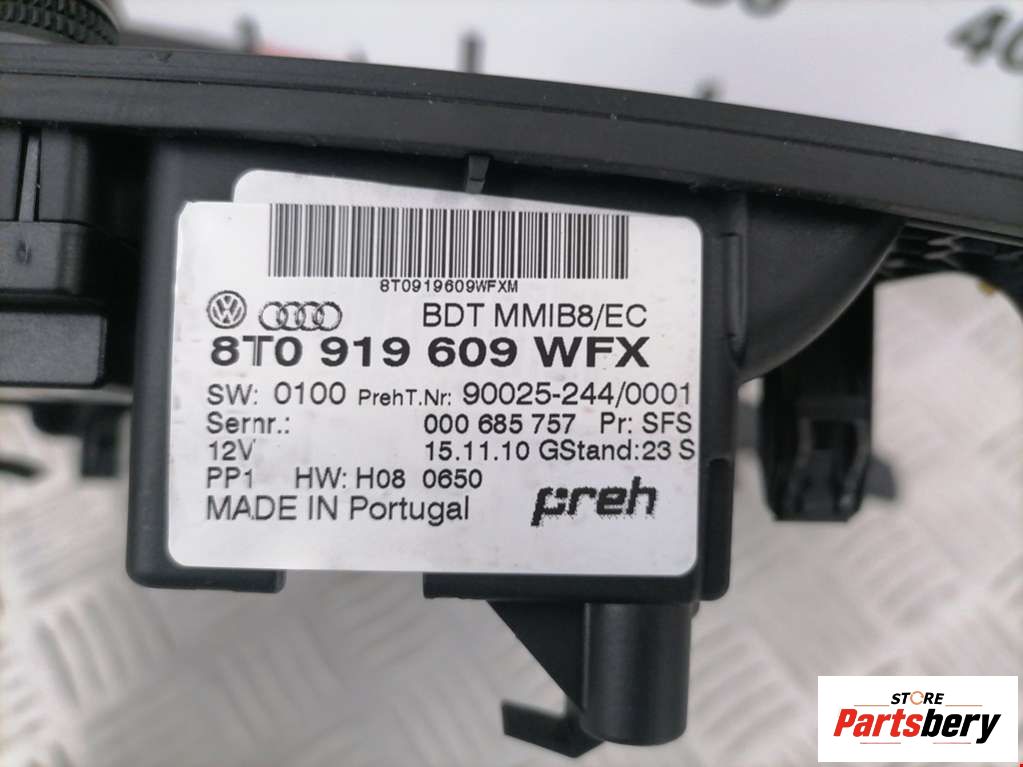 40
8T0919609WFXM
BDT MMIB8/EC
8T0 919 609 WFX
SW: 0100 PrehT.Nr: 90025-244/0001
Sernr.: 000 685 757 Pr: SFS
12V 15.11.10 GStand:23 S
PP1 HW: H08 0650
MADE IN Portugal preh
STORE
Partsbery